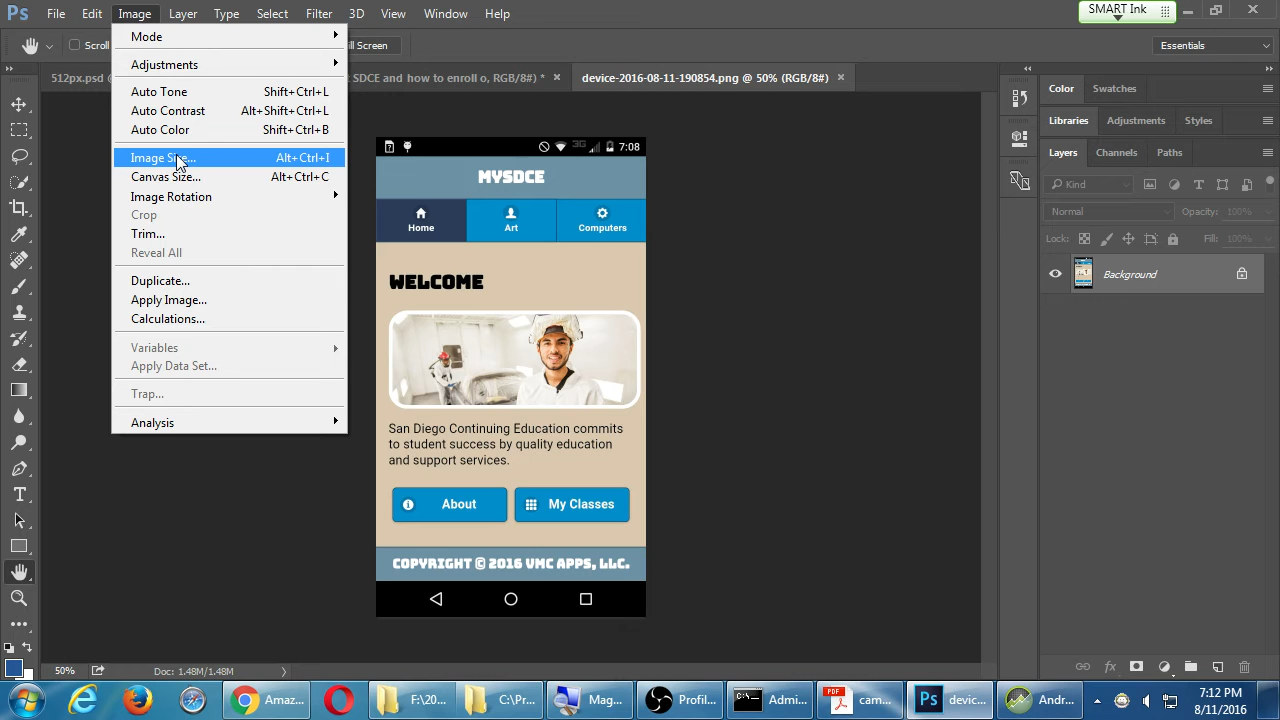 Ps File Edit Image Layer Type Select Filter 3D View Window Help
SMART Ink
Scroll
ll Screen
Essentials
512px.psd
SDCE and how to enroll o, RGB/8#) *
device-2016-08-11-190854.png @ 50% (RGB/8#)
Mode
Adjustments
Auto Tone Shift+Ctrl+L
Auto Contrast Alt+Shift+Ctrl+L
Auto Color Shift+Ctrl+B
Image Size... Alt+Ctrl+I
Canvas Size... Alt+Ctrl+C
Image Rotation
Crop
Trim...
Reveal All
Duplicate...
Apply Image...
Calculations...
Variables
Apply Data Set...
Trap...
Analysis
3G 7:08
MYSDCE
Home Art Computers
WELCOME
San Diego Continuing Education commits
to student success by quality education
and support services.
About My Classes
COPYRIGHT © 2016 VMC APPS, LLC.
Color Swatches
Libraries Adjustments Styles
Layers Channels Paths
Kind
Normal Opacity: 100%
Lock: Fill: 100%
Background
50% Doc: 1.48M/1.48M
Amaz... F:\20... C:\Pr... Mag... Profil... Admi... PDF cam... Ps devic... Andr...
7:12 PM
8/11/2016